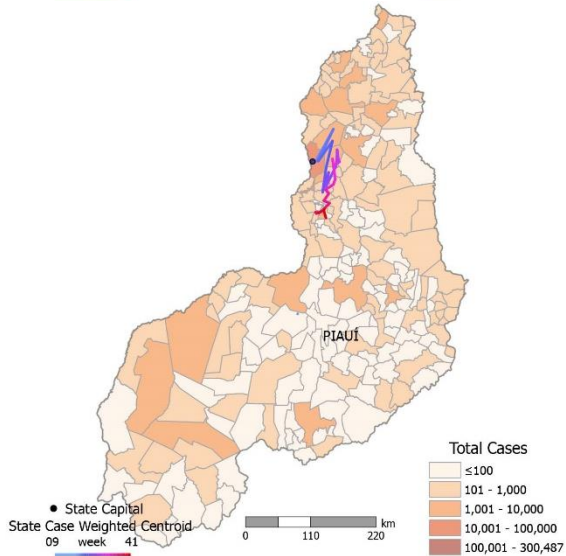 PIAUÍ
Total Cases
≤100
101 - 1,000
1,001 - 10,000
10,001 - 100,000
100,001 - 300,487
State Capital
State Case Weighted Centroid
09 week 41
0 110 220 km